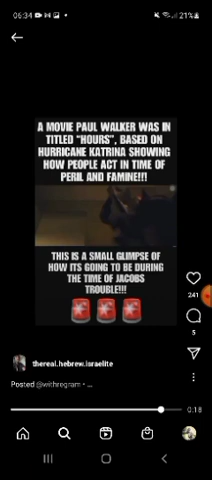 06:34
21%
A MOVIE PAUL WALKER WAS IN
TITLED "HOURS", BASED ON
HURRICANE KATRINA SHOWING
HOW PEOPLE ACT IN TIME OF
PERIL AND FAMINE!!!
THIS IS A SMALL GLIMPSE OF
HOW ITS GOING TO BE DURING
THE TIME OF JACOBS
TROUBLE!!!
241
5
thereal.hebrew.israelite
Posted @withregram • ...
0:18